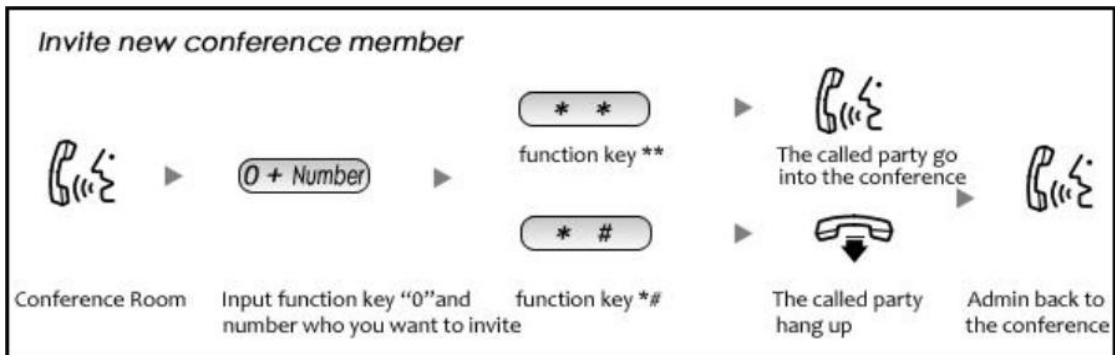 Invite new conference member
* *
function key **
The called party go
into the conference
0 + Number
* #
Conference Room
Input function key “0”and
number who you want to invite
function key *#
The called party
hang up
Admin back to
the conference